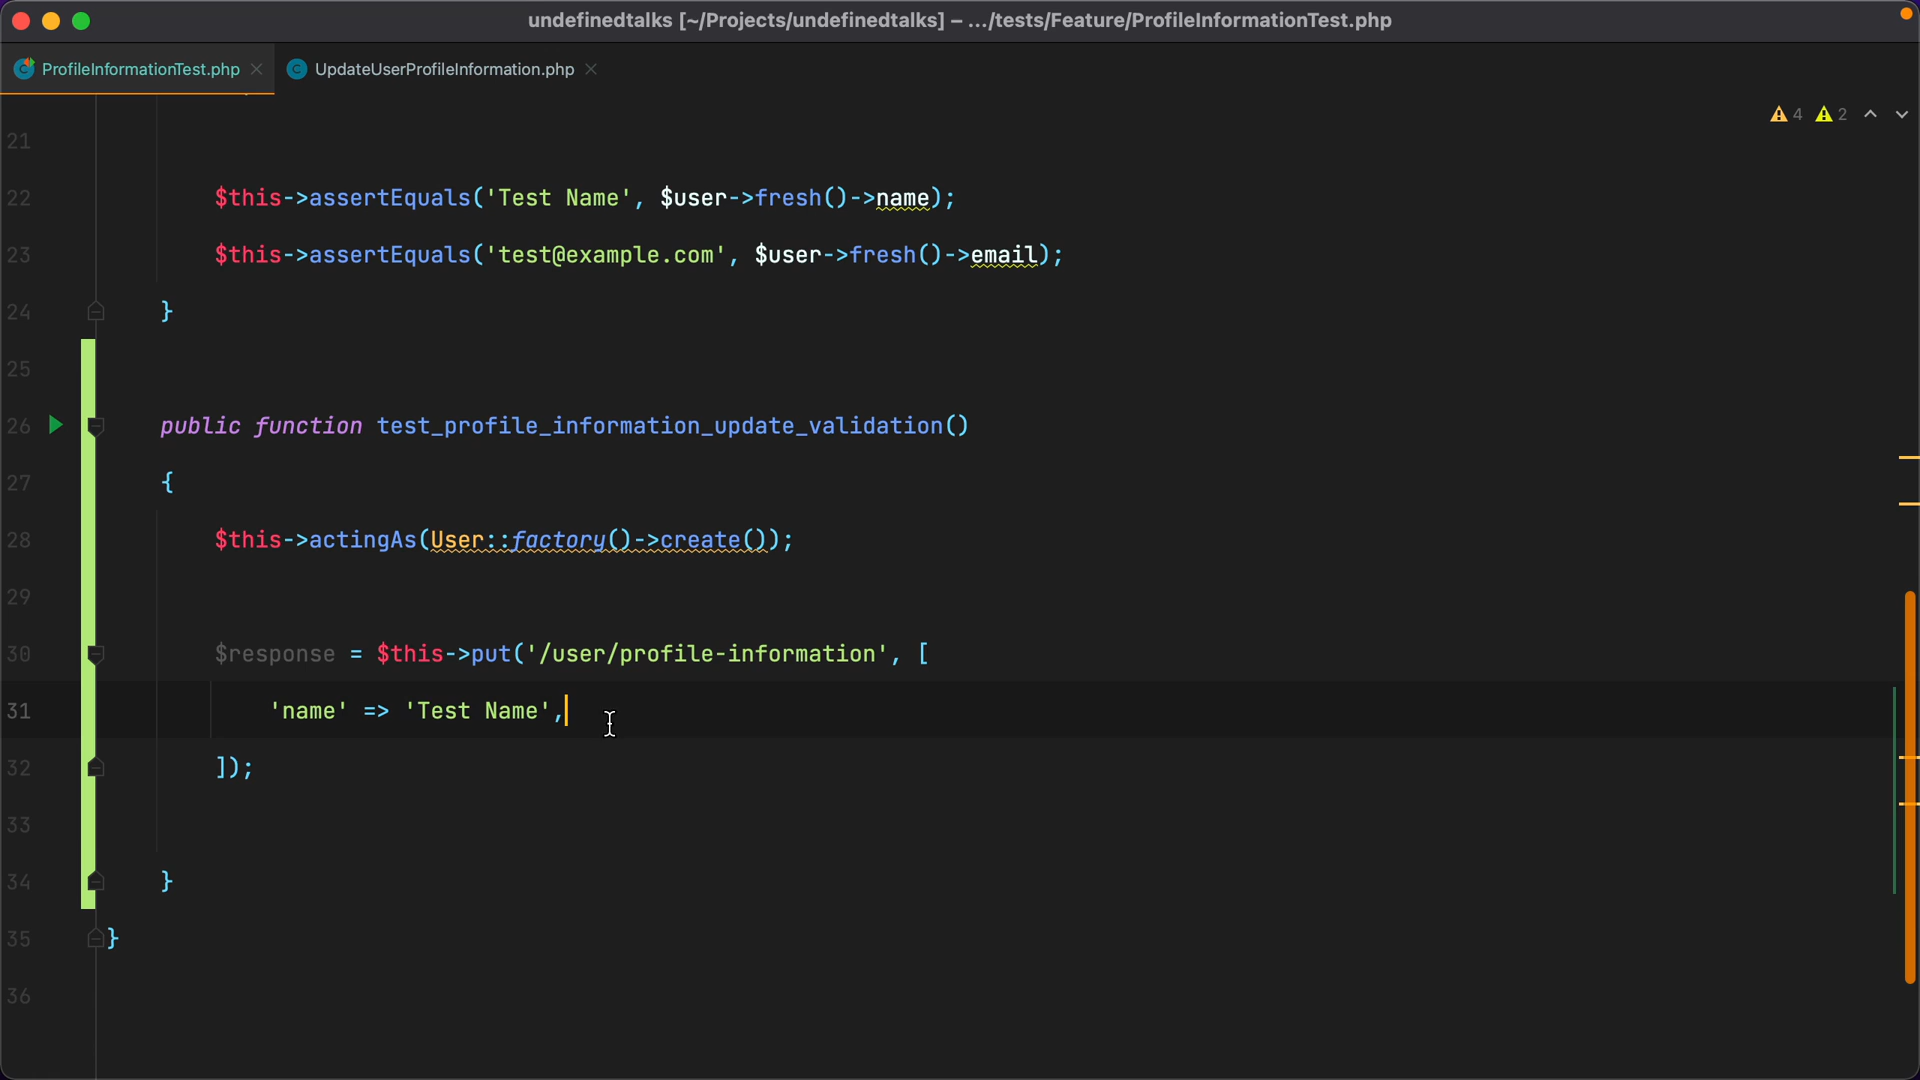 undefinedtalks [~/Projects/undefinedtalks] – .../tests/Feature/ProfileInformationTest.php
ProfileInformationTest.php UpdateUserProfileInformation.php
4 2
21
22 $this->assertEquals('Test Name', $user->fresh()->name);
23 $this->assertEquals('test@example.com', $user->fresh()->email);
24 }
25
26 public function test_profile_information_update_validation()
27 {
28 $this->actingAs(User::factory()->create());
29
30 $response = $this->put('/user/profile-information', [
31 'name' => 'Test Name',
32 ]);
33
34 }
35 }
36